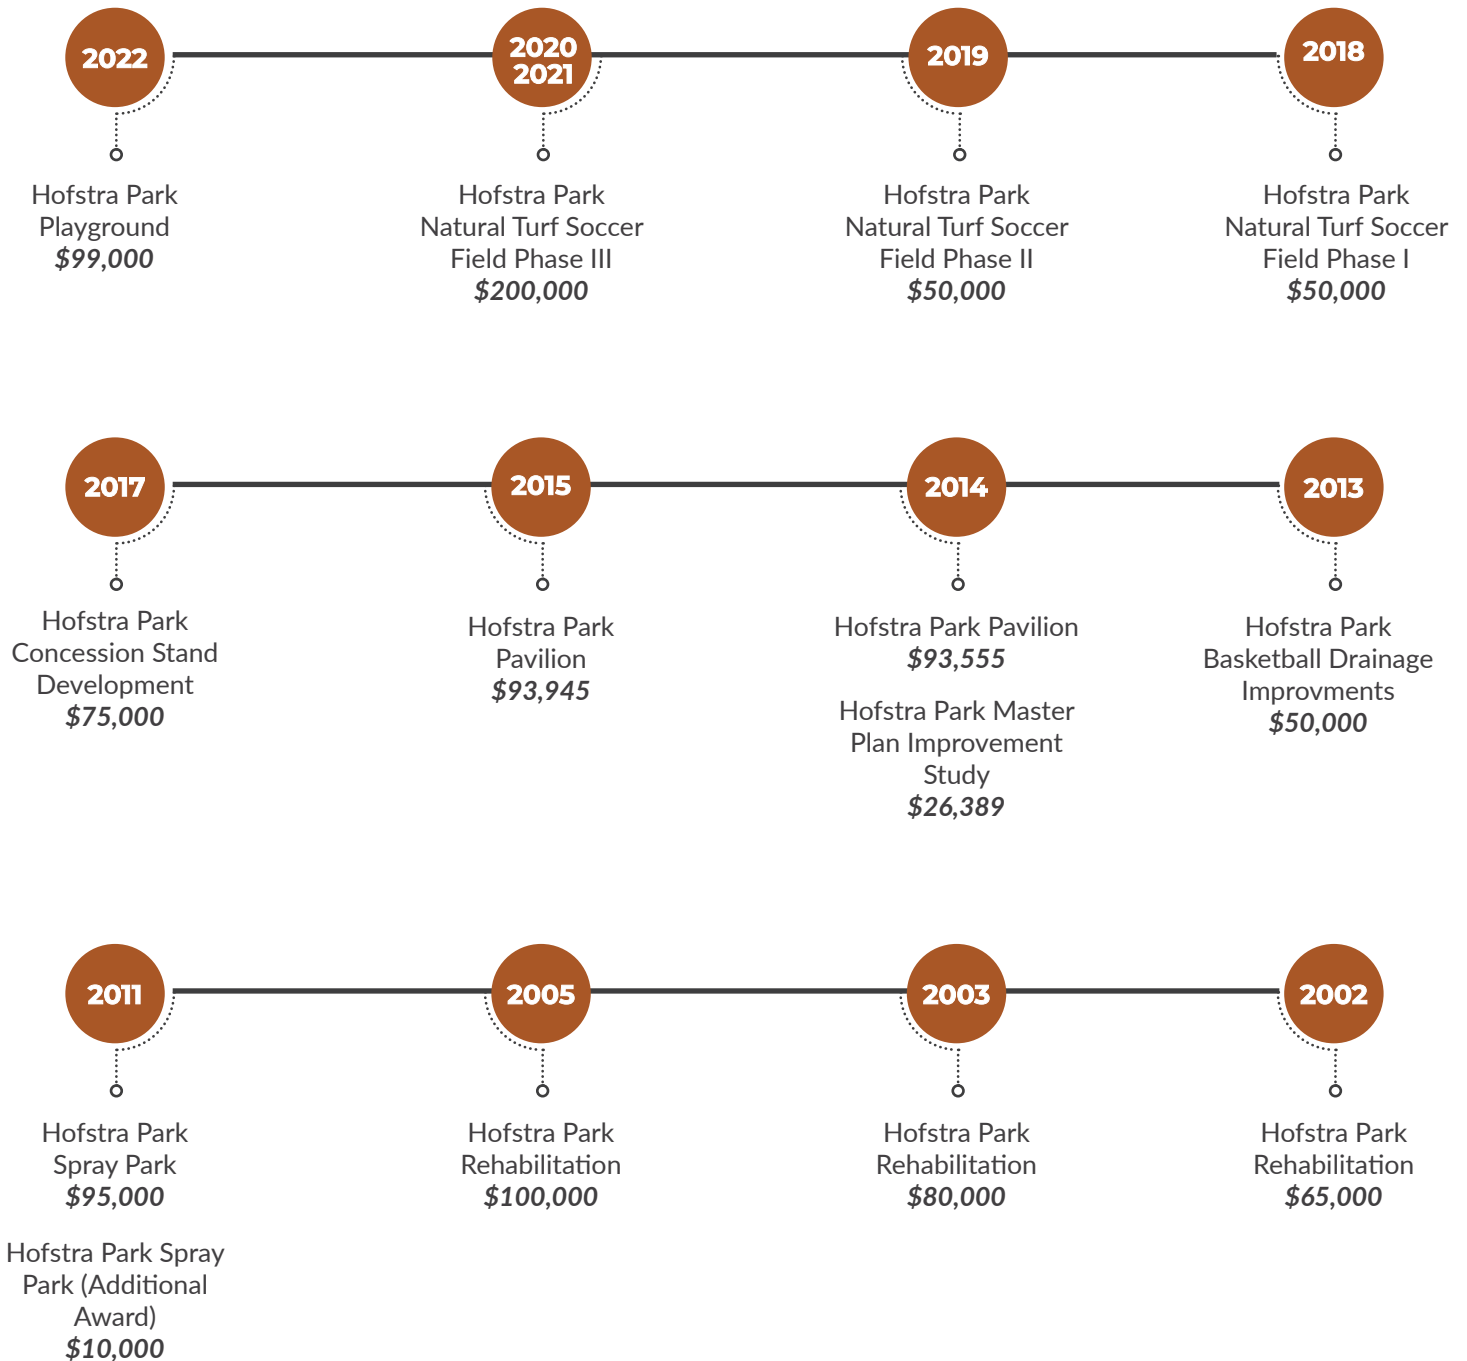 2022
Hofstra Park
Playground
$99,000
2020
2021
Hofstra Park
Natural Turf Soccer
Field Phase III
$200,000
2019
Hofstra Park
Natural Turf Soccer
Field Phase II
$50,000
2018
Hofstra Park
Natural Turf Soccer
Field Phase I
$50,000
2017
Hofstra Park
Concession Stand
Development
$75,000
2015
Hofstra Park
Pavilion
$93,945
2014
Hofstra Park Pavilion
$93,555
Hofstra Park Master
Plan Improvement
Study
$26,389
2013
Hofstra Park
Basketball Drainage
Improvments
$50,000
2011
Hofstra Park
Spray Park
$95,000
Hofstra Park Spray
Park (Additional
Award)
$10,000
2005
Hofstra Park
Rehabilitation
$100,000
2003
Hofstra Park
Rehabilitation
$80,000
2002
Hofstra Park
Rehabilitation
$65,000